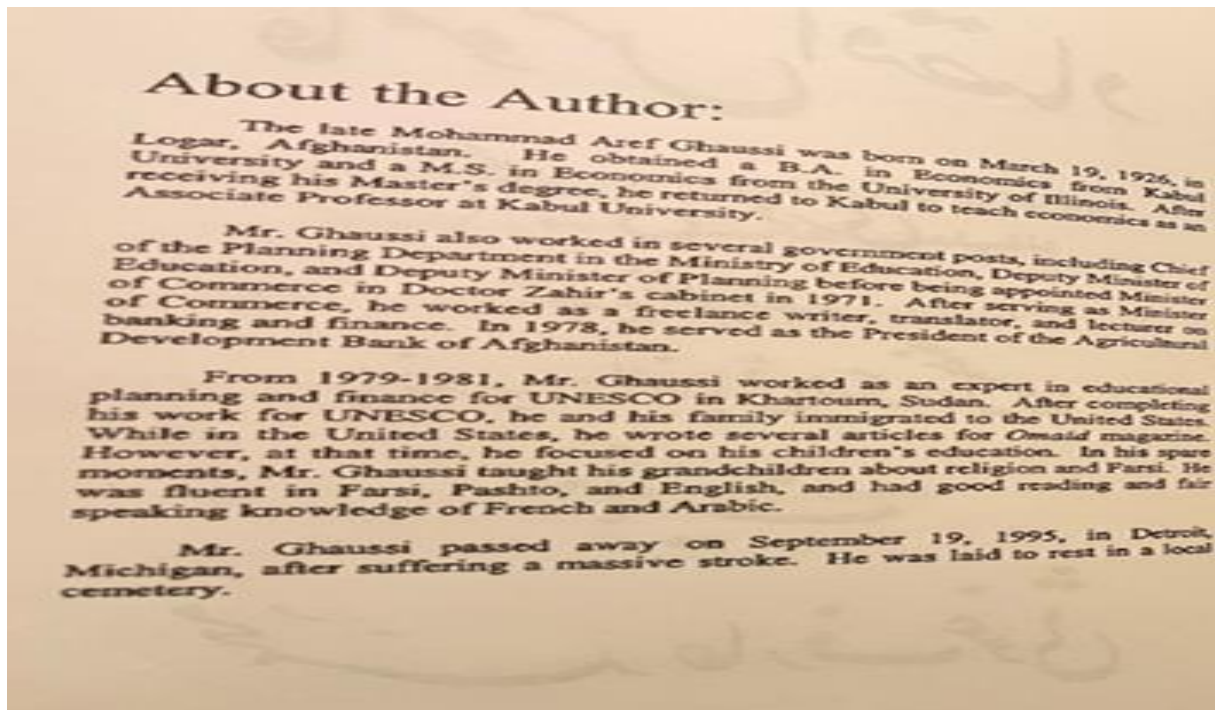 About the Author:
The late Mohammad Aref Ghaussi was born on March 19, 1926, in
Logar, Afghanistan. He obtained a B.A. in Economics from Kabul
University and a M.S. in Economics from the University of Illinois. After
receiving his Master's degree, he returned to Kabul to teach economics as an
Associate Professor at Kabul University.
Mr. Ghaussi also worked in several government posts, including Chief
of the Planning Department in the Ministry of Education, Deputy Minister of
Education, and Deputy Minister of Planning before being appointed Minister
of Commerce in Doctor Zahir's cabinet in 1971. After serving as Minister
of Commerce, he worked as a freelance writer, translator, and lecturer on
banking and finance. In 1978, he served as the President of the Agricultural
Development Bank of Afghanistan.
From 1979-1981, Mr. Ghaussi worked as an expert in educational
planning and finance for UNESCO in Khartoum, Sudan. After completing
his work for UNESCO, he and his family immigrated to the United States.
While in the United States, he wrote several articles for Omaid magazine.
However, at that time, he focused on his children's education. In his spare
moments, Mr. Ghaussi taught his grandchildren about religion and Farsi. He
was fluent in Farsi, Pashto, and English, and had good reading and fair
speaking knowledge of French and Arabic.
Mr. Ghaussi passed away on September 19, 1995, in Detroit,
Michigan, after suffering a massive stroke. He was laid to rest in a local
cemetery.